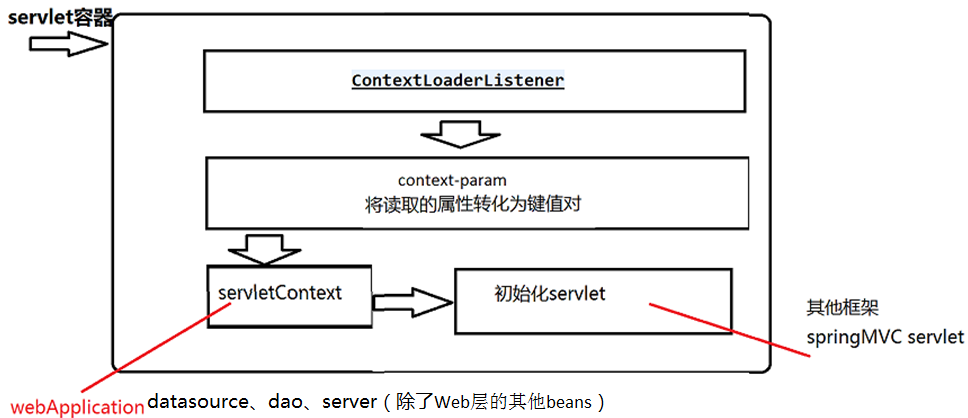 servlet容器
ContextLoaderListener
context-param
将读取的属性转化为键值对
servletContext
初始化servlet
其他框架
springMVC servlet
webApplication datasource、dao、server（除了Web层的其他beans）